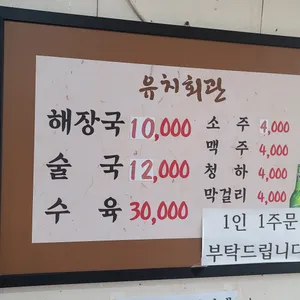 유치회관
해장국 10,000
술국 12,000
수육 30,000
소주 4,000
맥주 4,000
청하 4,000
막걸리 4,000
1인 1주문
부탁드립니다